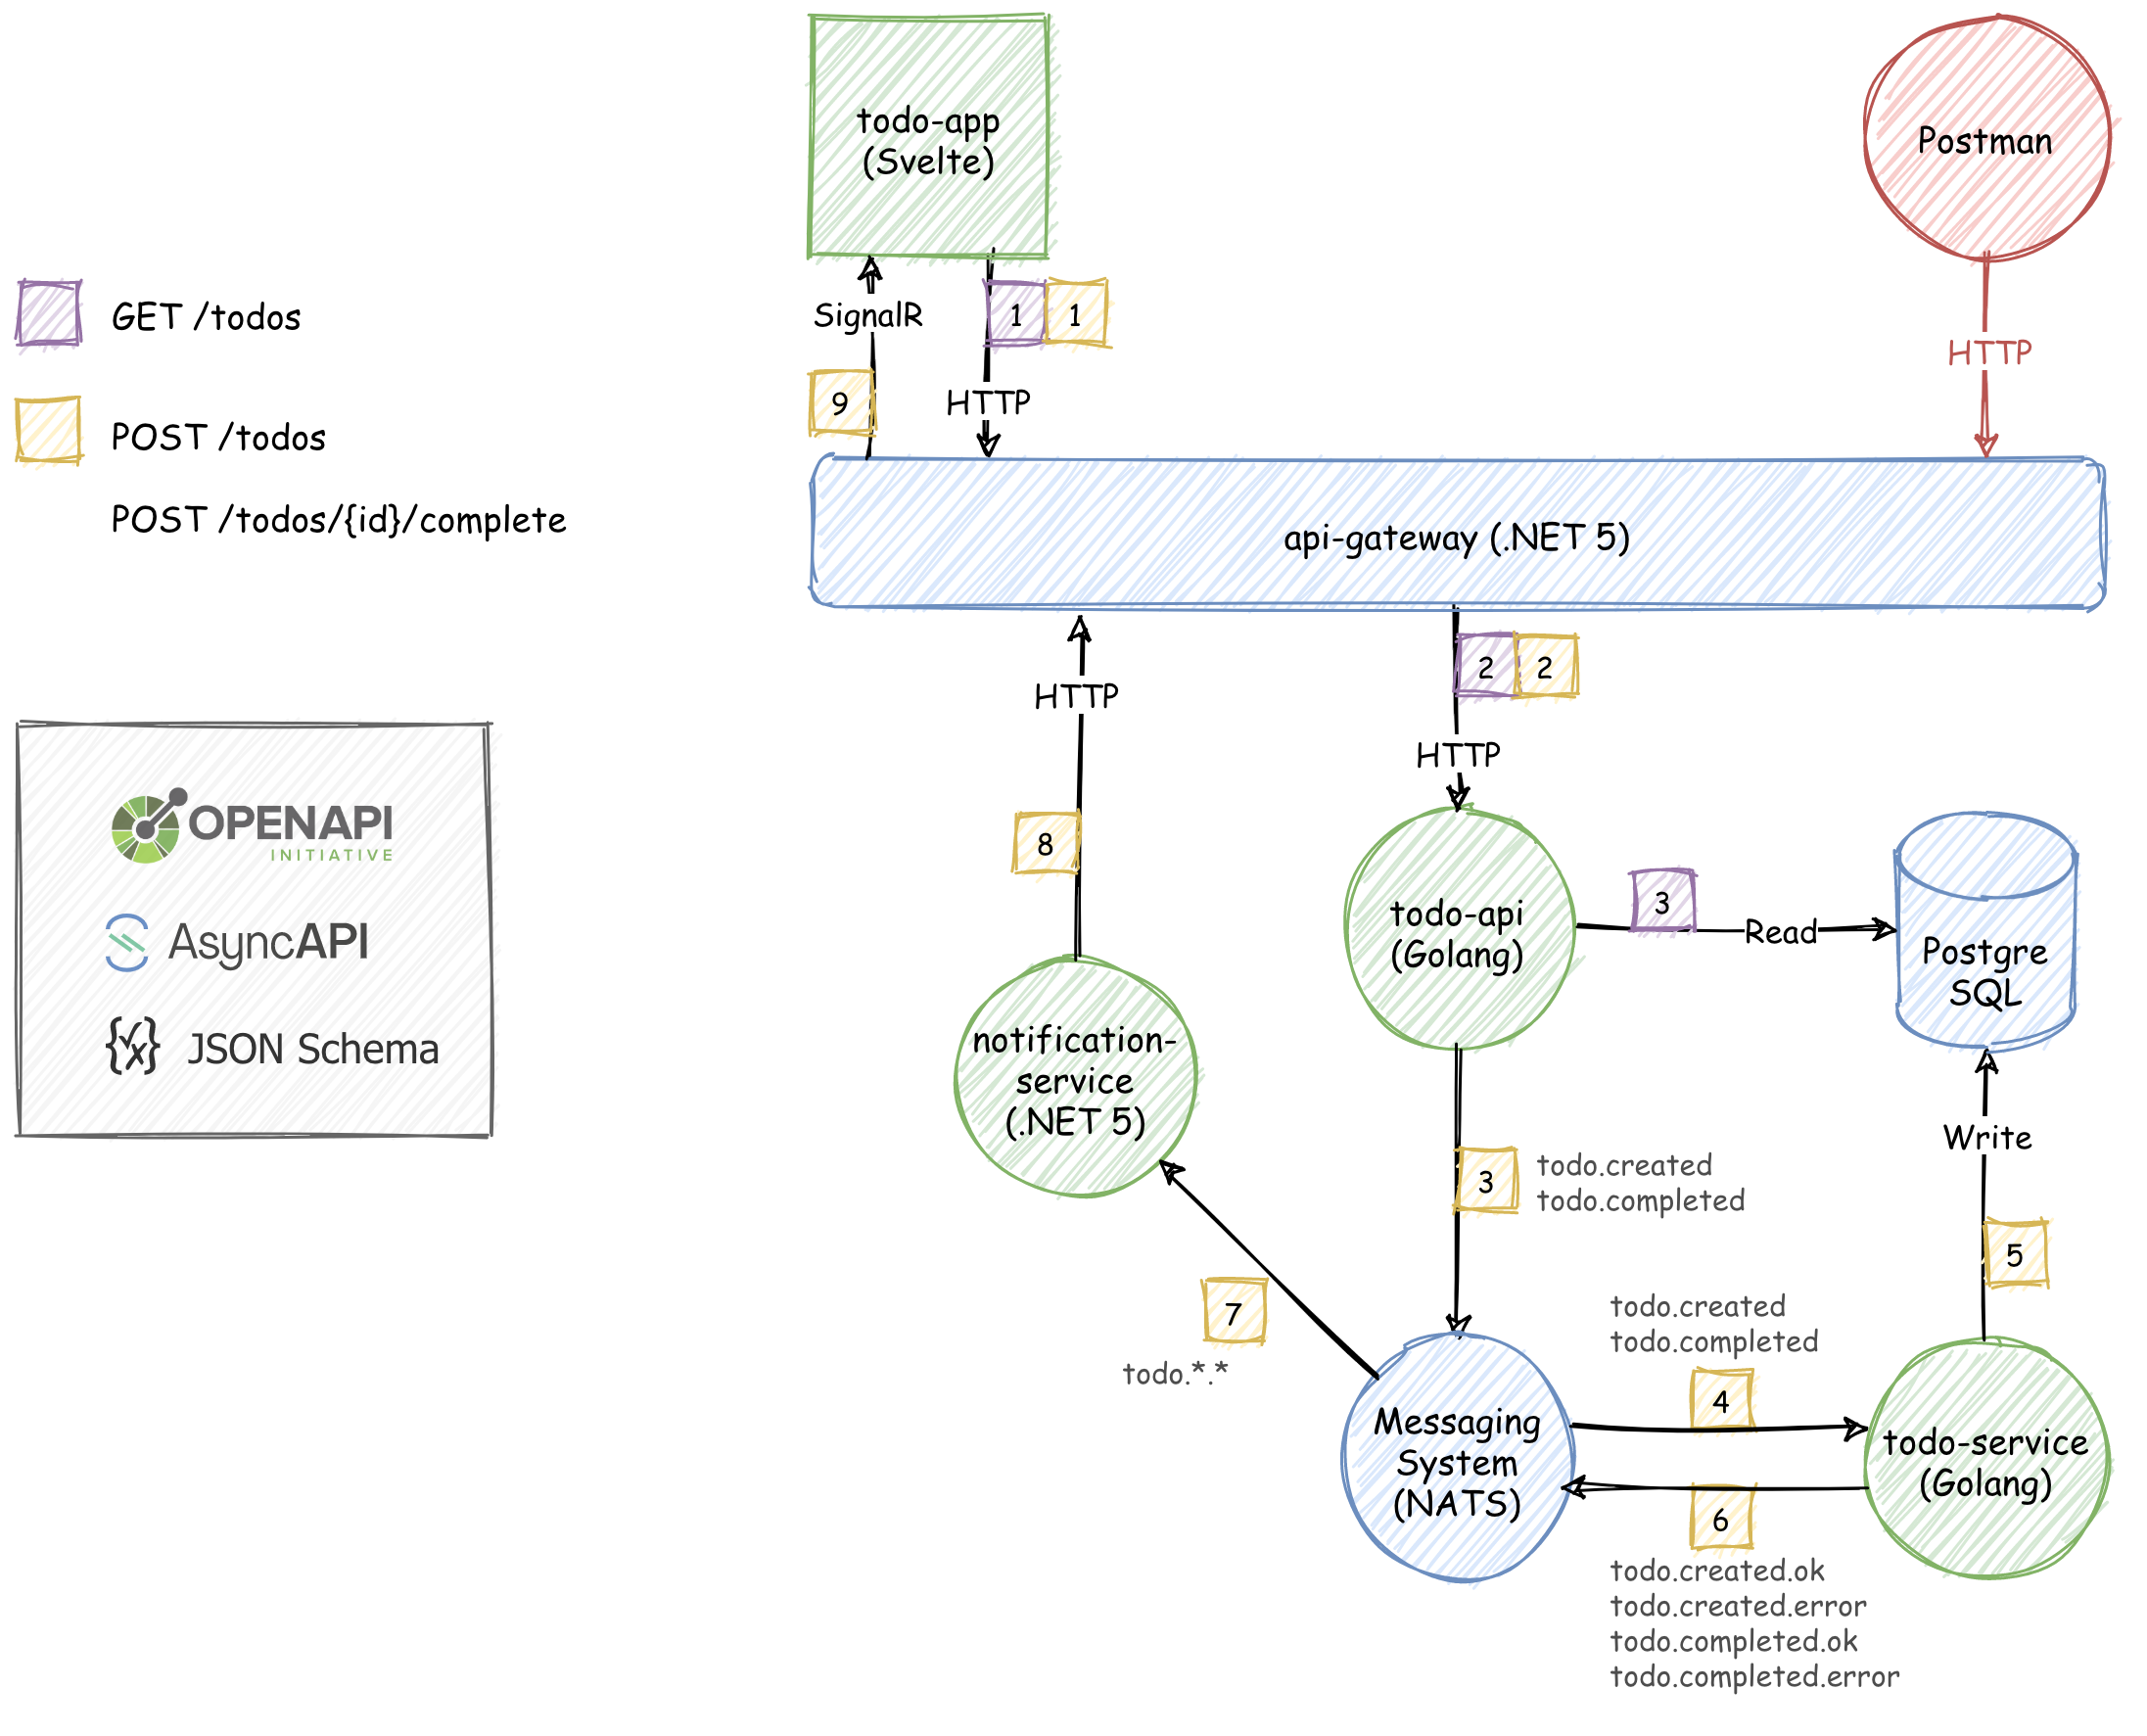 todo-app
(Svelte)
Postman
GET /todos
POST /todos
POST /todos/{id}/complete
SignalR
1
1
HTTP
9
HTTP
api-gateway (.NET 5)
HTTP
2
2
HTTP
OPENAPI
INITIATIVE
AsyncAPI
JSON Schema
8
todo-api
(Golang)
3
Read
Postgre
SQL
notification-
service
(.NET 5)
Write
3
todo.created
todo.completed
5
7
todo.*.*
todo.created
todo.completed
4
Messaging
System
(NATS)
todo-service
(Golang)
6
todo.created.ok
todo.created.error
todo.completed.ok
todo.completed.error